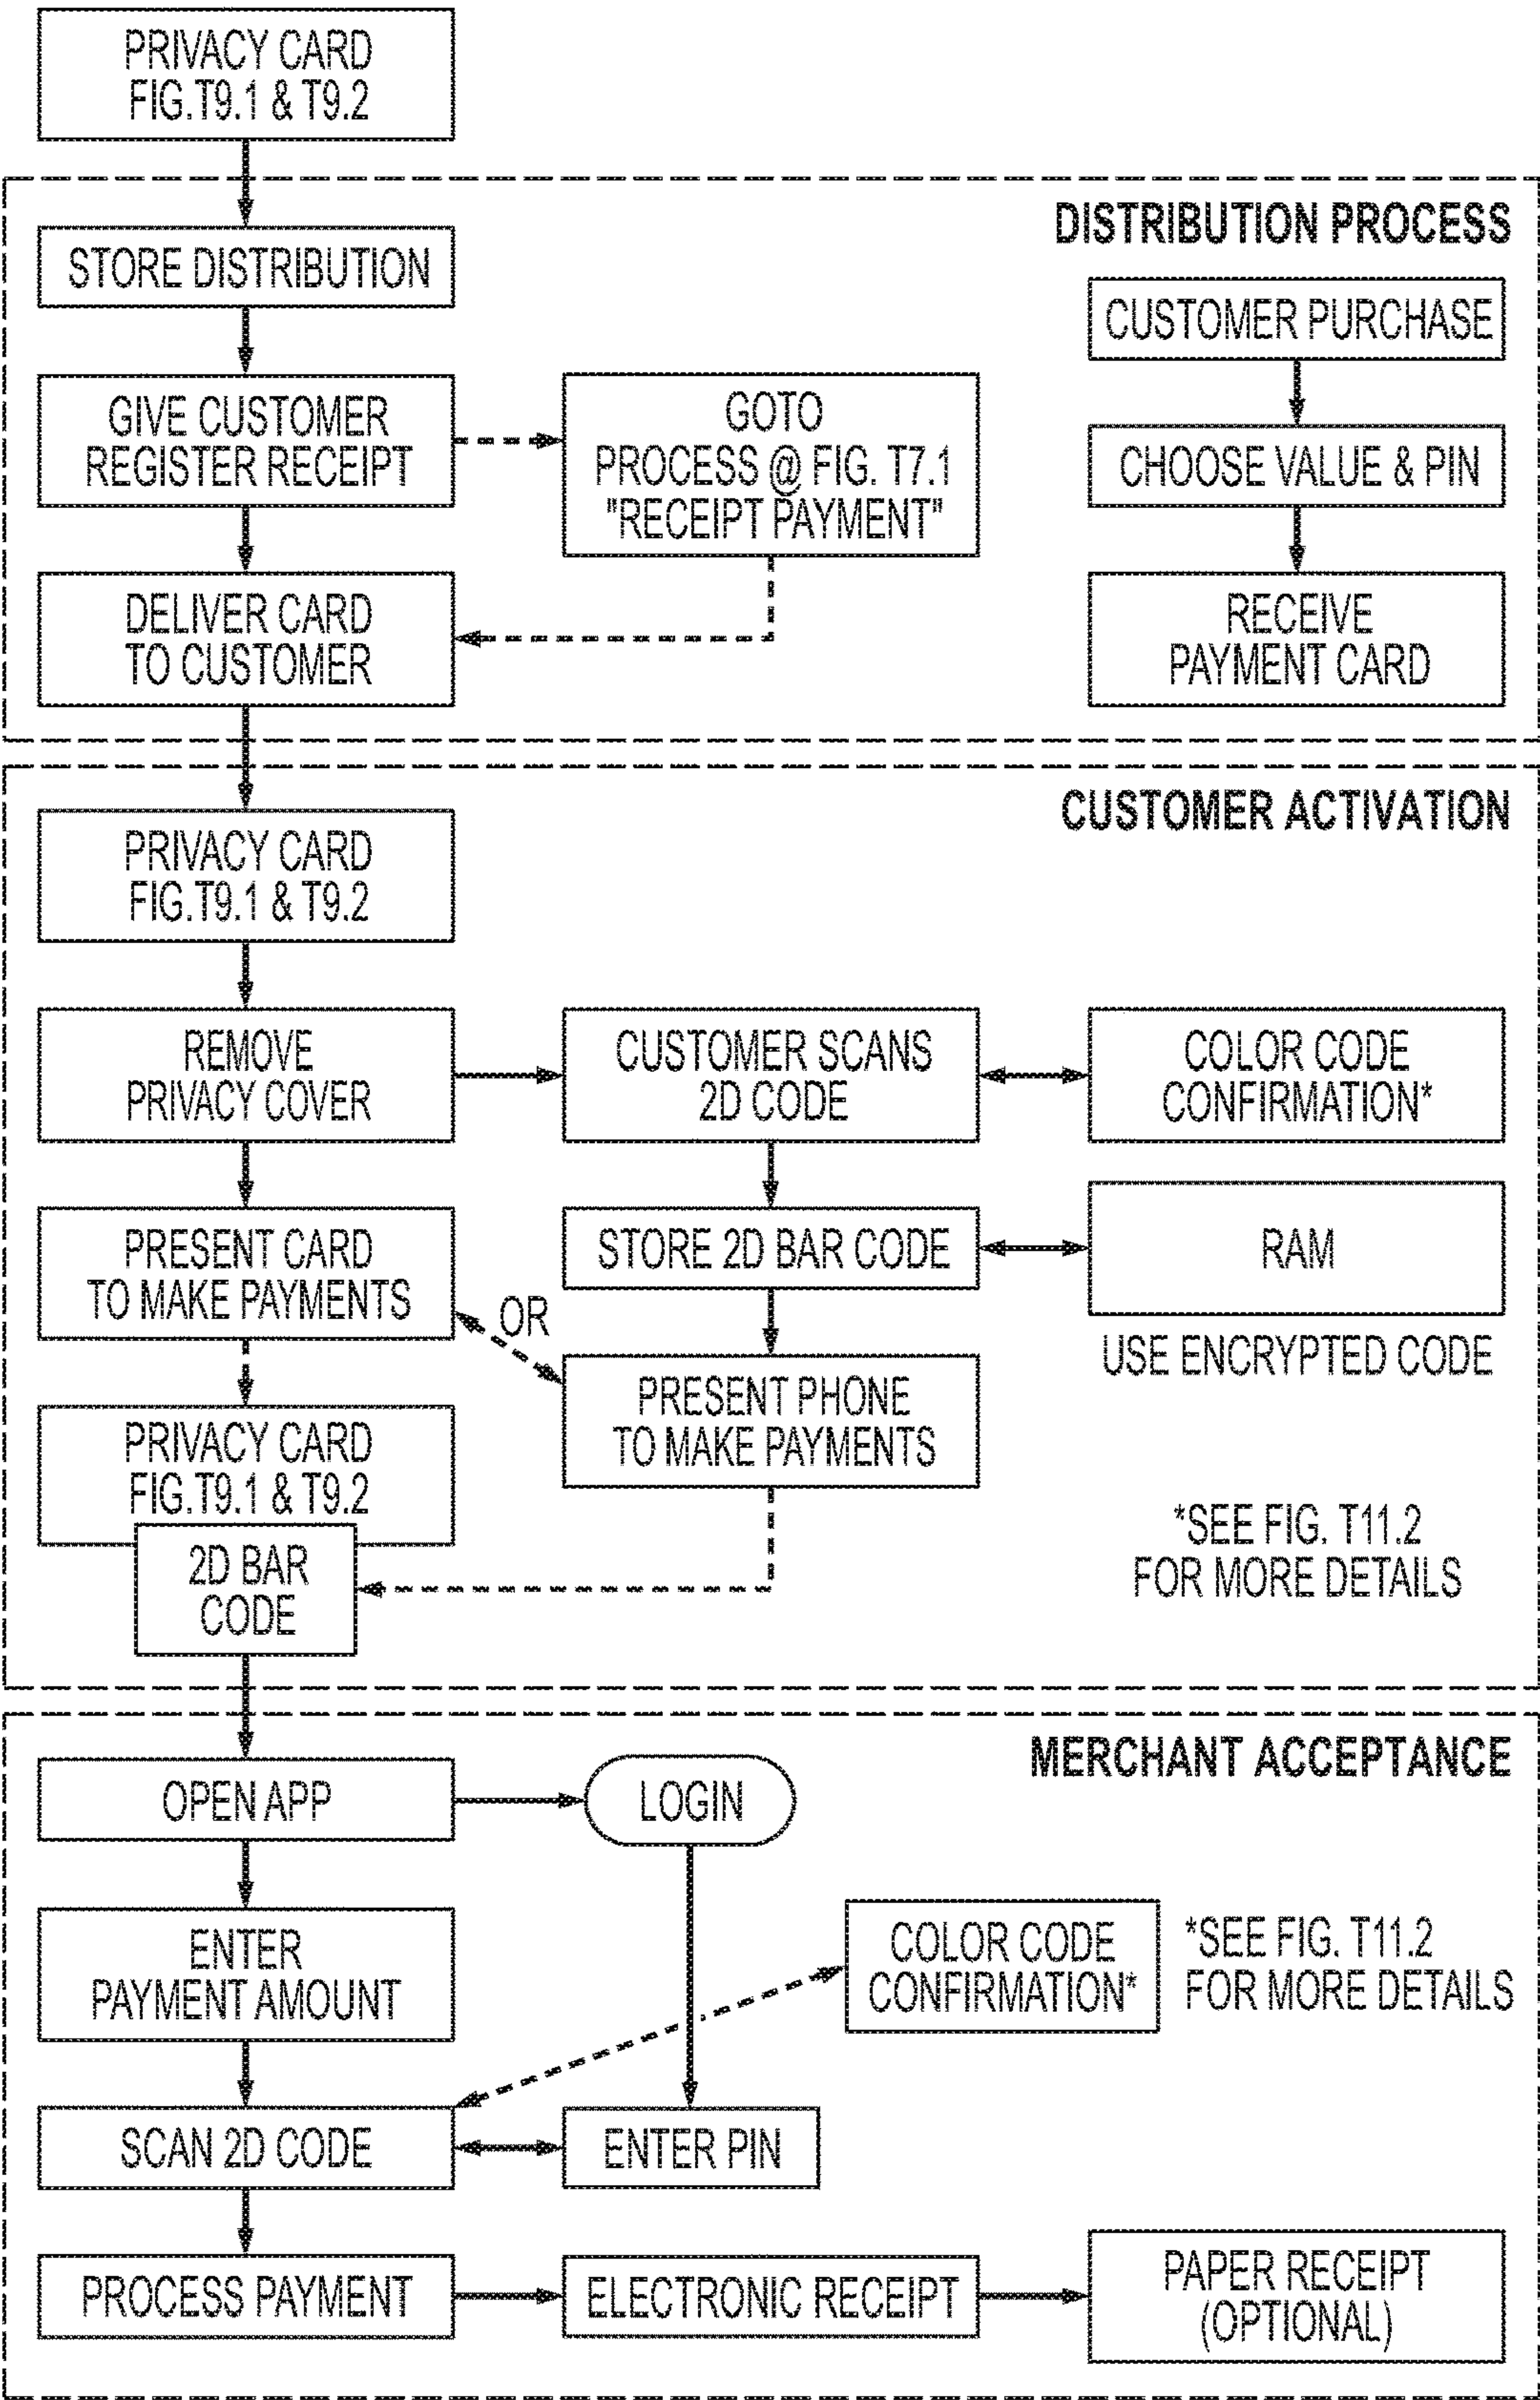 PRIVACY CARD
FIG.T9.1 & T9.2
DISTRIBUTION PROCESS
STORE DISTRIBUTION
CUSTOMER PURCHASE
GIVE CUSTOMER
REGISTER RECEIPT
GOTO
PROCESS @ FIG. T7.1
"RECEIPT PAYMENT"
CHOOSE VALUE & PIN
DELIVER CARD
TO CUSTOMER
RECEIVE
PAYMENT CARD
CUSTOMER ACTIVATION
PRIVACY CARD
FIG.T9.1 & T9.2
REMOVE
PRIVACY COVER
CUSTOMER SCANS
2D CODE
COLOR CODE
CONFIRMATION*
PRESENT CARD
TO MAKE PAYMENTS
STORE 2D BAR CODE
RAM
OR
USE ENCRYPTED CODE
PRESENT PHONE
TO MAKE PAYMENTS
PRIVACY CARD
FIG.T9.1 & T9.2
2D BAR
CODE
*SEE FIG. T11.2
FOR MORE DETAILS
MERCHANT ACCEPTANCE
OPEN APP
LOGIN
ENTER
PAYMENT AMOUNT
COLOR CODE
CONFIRMATION*
*SEE FIG. T11.2
FOR MORE DETAILS
SCAN 2D CODE
ENTER PIN
PROCESS PAYMENT
ELECTRONIC RECEIPT
PAPER RECEIPT
(OPTIONAL)